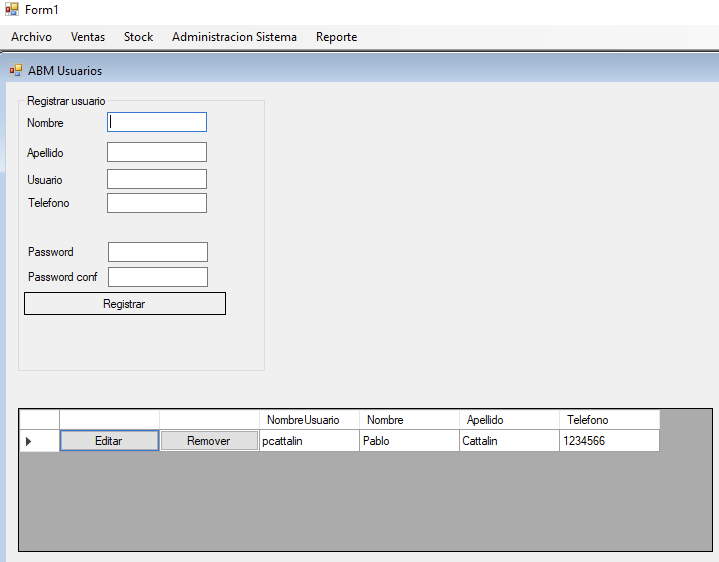 Form1
Archivo Ventas Stock Administracion Sistema Reporte
ABM Usuarios
Registrar usuario
Nombre
Apellido
Usuario
Telefono
Password
Password conf
Registrar
NombreUsuario Nombre Apellido Telefono
Editar Remover pcattalin Pablo Cattalin 1234566